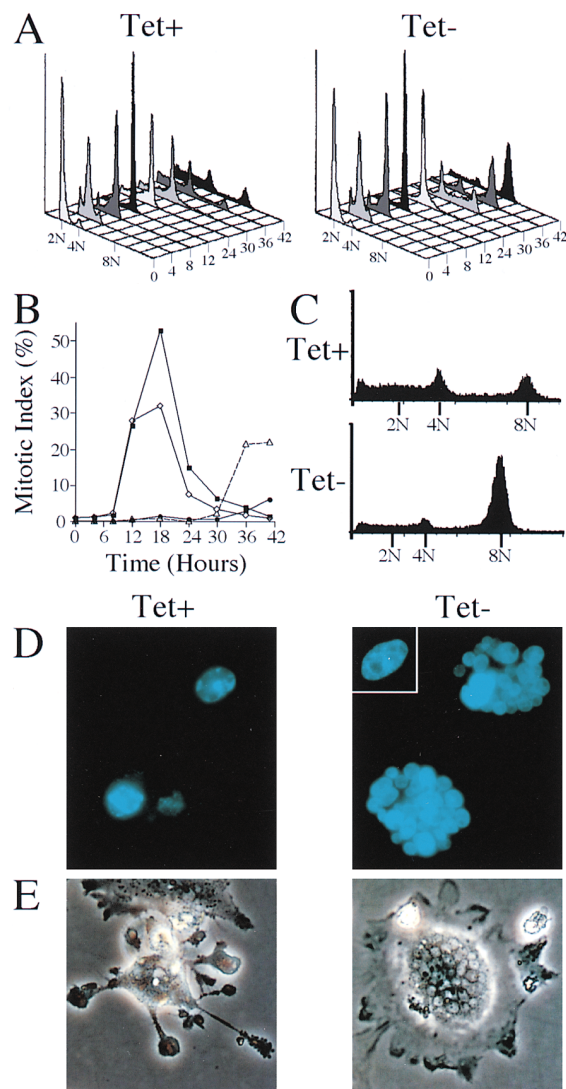 A
Tet+
Tet-
2N 4N 8N 0 4 8 12 24 30 36 42
2N 4N 8N 0 4 8 12 24 30 36 42
B
Mitotic Index (%)
50
40
30
20
10
0
0 6 12 18 24 30 36 42
Time (Hours)
C
Tet+
2N 4N 8N
Tet-
2N 4N 8N
Tet+
Tet-
D
E